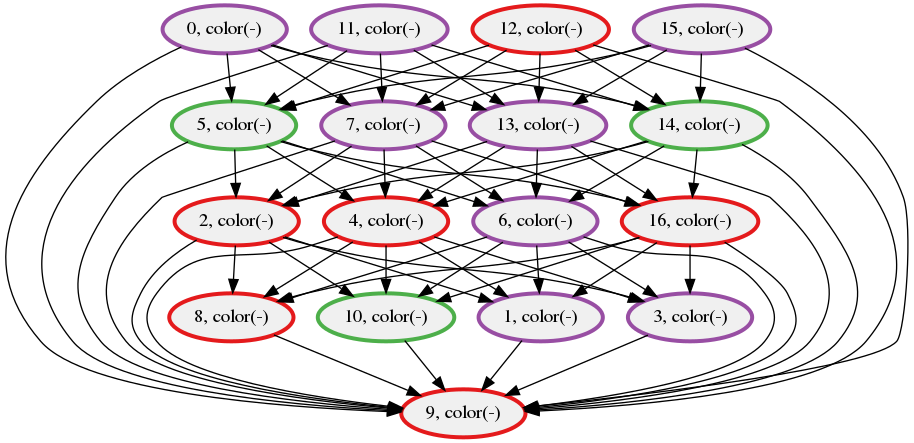 0, color(-) 11, color(-) 12, color(-) 15, color(-)
5, color(-) 7, color(-) 13, color(-) 14, color(-)
2, color(-) 4, color(-) 6, color(-) 16, color(-)
8, color(-) 10, color(-) 1, color(-) 3, color(-)
9, color(-)